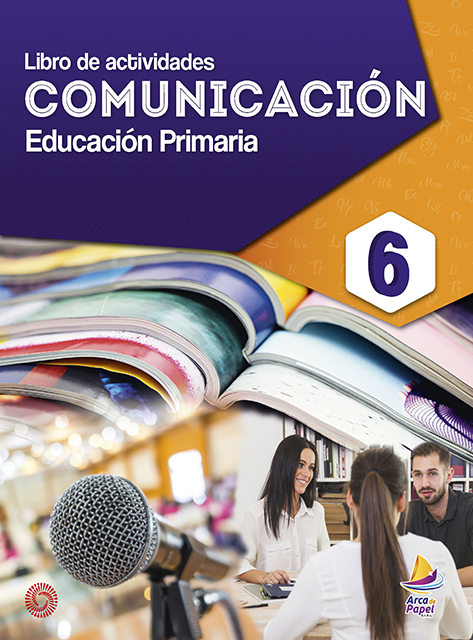 Libro de actividades
COMUNICACIÓN
Educación Primaria
6
Arca de
Papel
E.I.R.L.